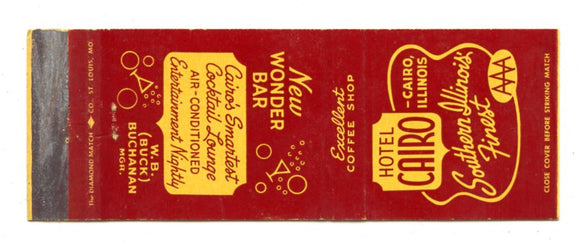 HOTEL
CAIRO
-CAIRO,
ILLINOIS
Southern Illinois'
Finest
AAA
CLOSE COVER BEFORE STRIKING MATCH
Excellent
COFFEE SHOP
New
WONDER
BAR
Cairo's Smartest
Cocktail Lounge
AIR-CONDITIONED
Entertainment Nightly
W.B.
(BUCK)
BUCHANAN
MGR.
The DIAMOND MATCH CO., ST. LOUIS, MO.